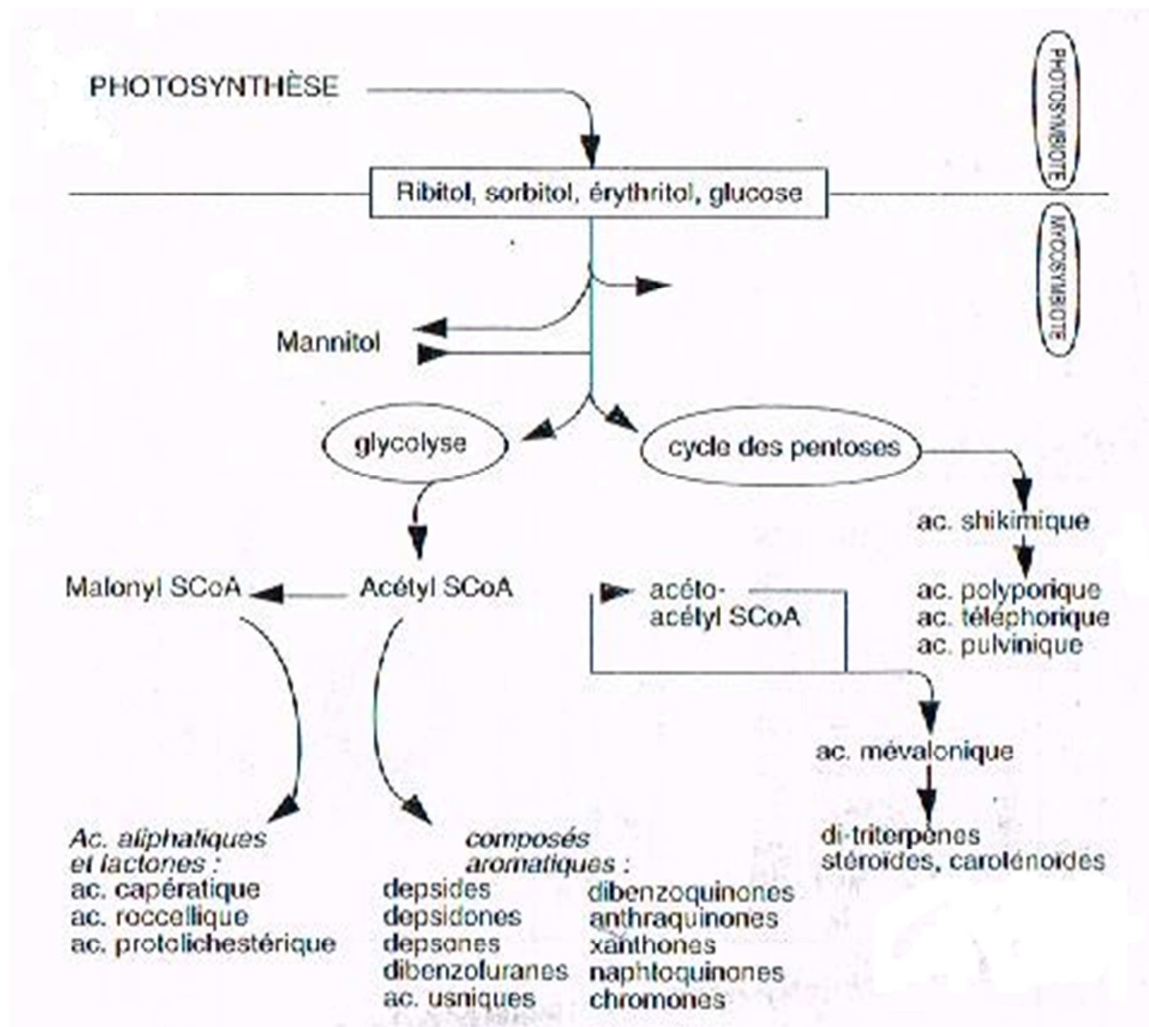 PHOTOSYNTHÈSE
PHOTOSYMBIOTE
Ribitol, sorbitol, érythritol, glucose
MYCOSYMBIOTE
Mannitol
glycolyse
cycle des pentoses
ac. shikimique
Malonyl SCoA
Acétyl SCoA
acéto-
acétyl SCoA
ac. polyporique
ac. téléphorique
ac. pulvinique
ac. mévalonique
di-triterpènes
stéroïdes, caroténoïdes
Ac. aliphatiques
et lactones :
ac. capératique
ac. roccellique
ac. protolichestérique
composés
aromatiques :
depsides
depsidones
depsones
dibenzofuranes
ac. usniques
dibenzoquinones
anthraquinones
xanthones
naphtoquinones
chromones